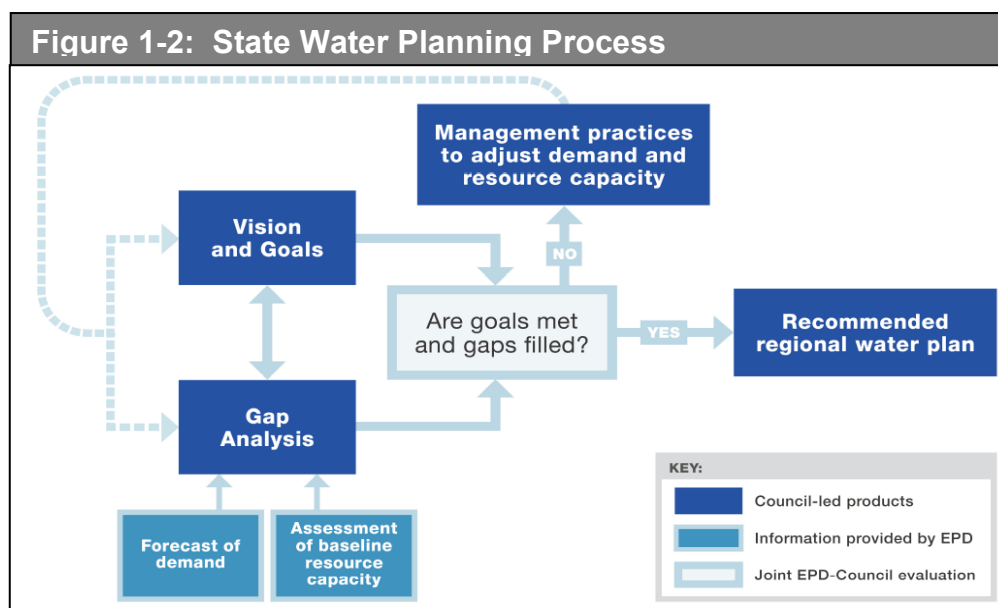 Figure 1-2: State Water Planning Process
Management practices
to adjust demand and
resource capacity
Vision
and Goals
NO
Are goals met
and gaps filled?
YES
Recommended
regional water plan
Gap
Analysis
Forecast of
demand
Assessment
of baseline
resource
capacity
KEY:
Council-led products
Information provided by EPD
Joint EPD-Council evaluation